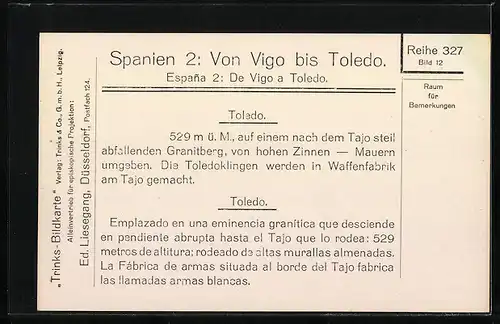 „Trinks-Bildkarte“ Verlag: Trinks & Co., G. m. b. H., Leipzig.
Alleinvertrieb für episkopische Projektion:
Ed. Liesegang, Düsseldorf, Postfach 124.
Spanien 2: Von Vigo bis Toledo.
España 2: De Vigo a Toledo.
Reihe 327
Bild 12
Raum
für
Bemerkungen
Toledo.
529 m ü. M., auf einem nach dem Tajo steil
abfallenden Granitberg, von hohen Zinnen — Mauern
umgeben. Die Toledoklingen werden in Waffenfabrik
am Tajo gemacht.
Toledo.
Emplazado en una eminencia granítica que desciende
en pendiente abrupta hasta el Tajo que lo rodea: 529
metros de altitura; rodeado de altas murallas almenadas.
La Fábrica de armas situada al borde del Tajo fabrica
las llamadas armas blancas.